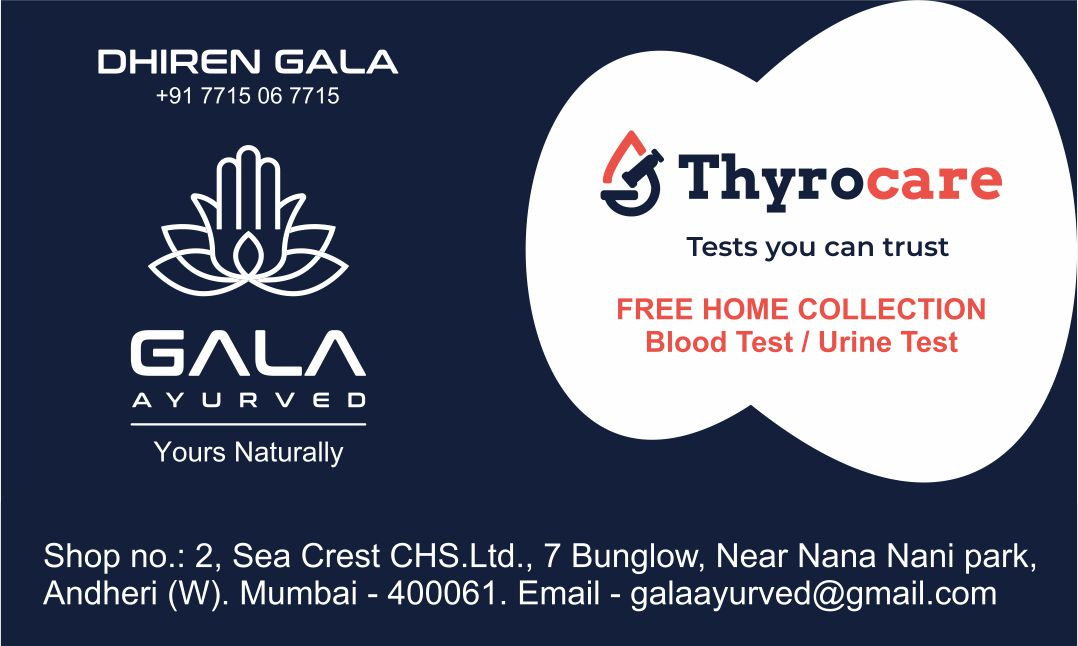 DHIREN GALA
+91 7715 06 7715
GALA
AYURVED
Yours Naturally
Thyrocare
Tests you can trust
FREE HOME COLLECTION
Blood Test / Urine Test
Shop no.: 2, Sea Crest CHS.Ltd., 7 Bunglow, Near Nana Nani park,
Andheri (W). Mumbai - 400061. Email - galaayurved@gmail.com